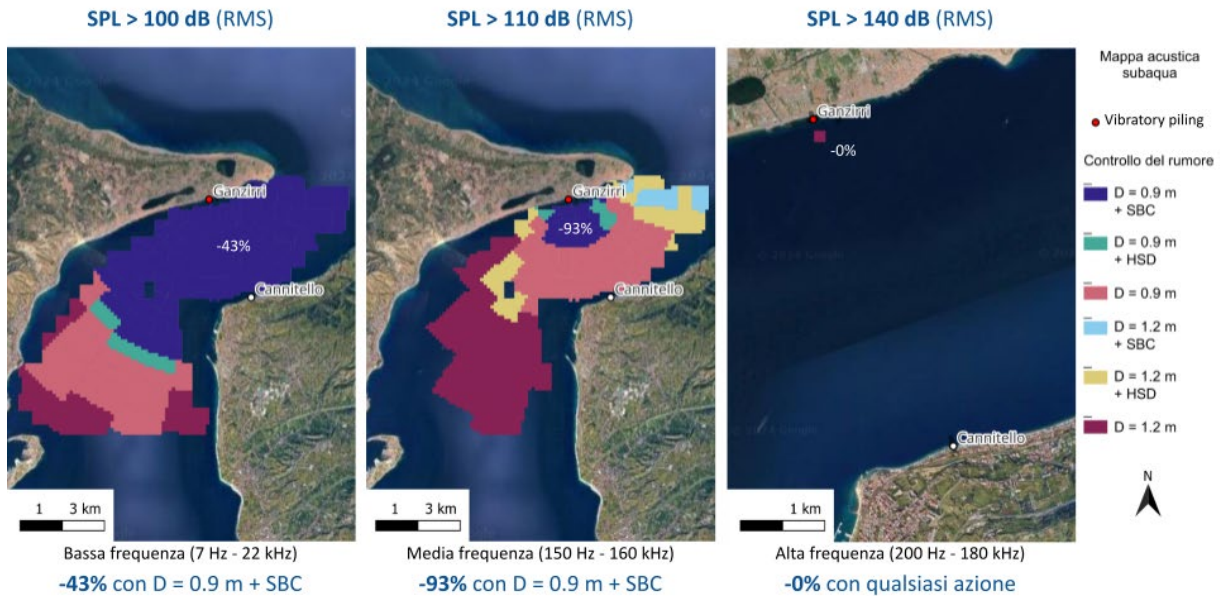 SPL > 100 dB (RMS)
SPL > 110 dB (RMS)
SPL > 140 dB (RMS)
Ganzirri
-43%
Cannitello
1 3 km
Ganzirri
-93%
Cannitello
1 3 km
Ganzirri
-0%
Cannitello
1 1 km
Mappa acustica
subaqua
Vibratory piling
Controllo del rumore
D = 0.9 m
+ SBC
D = 0.9 m
+ HSD
D = 0.9 m
D = 1.2 m
+ SBC
D = 1.2 m
+ HSD
D = 1.2 m
N
Bassa frequenza (7 Hz - 22 kHz)
Media frequenza (150 Hz - 160 kHz)
Alta frequenza (200 Hz - 180 kHz)
-43% con D = 0.9 m + SBC
-93% con D = 0.9 m + SBC
-0% con qualsiasi azione